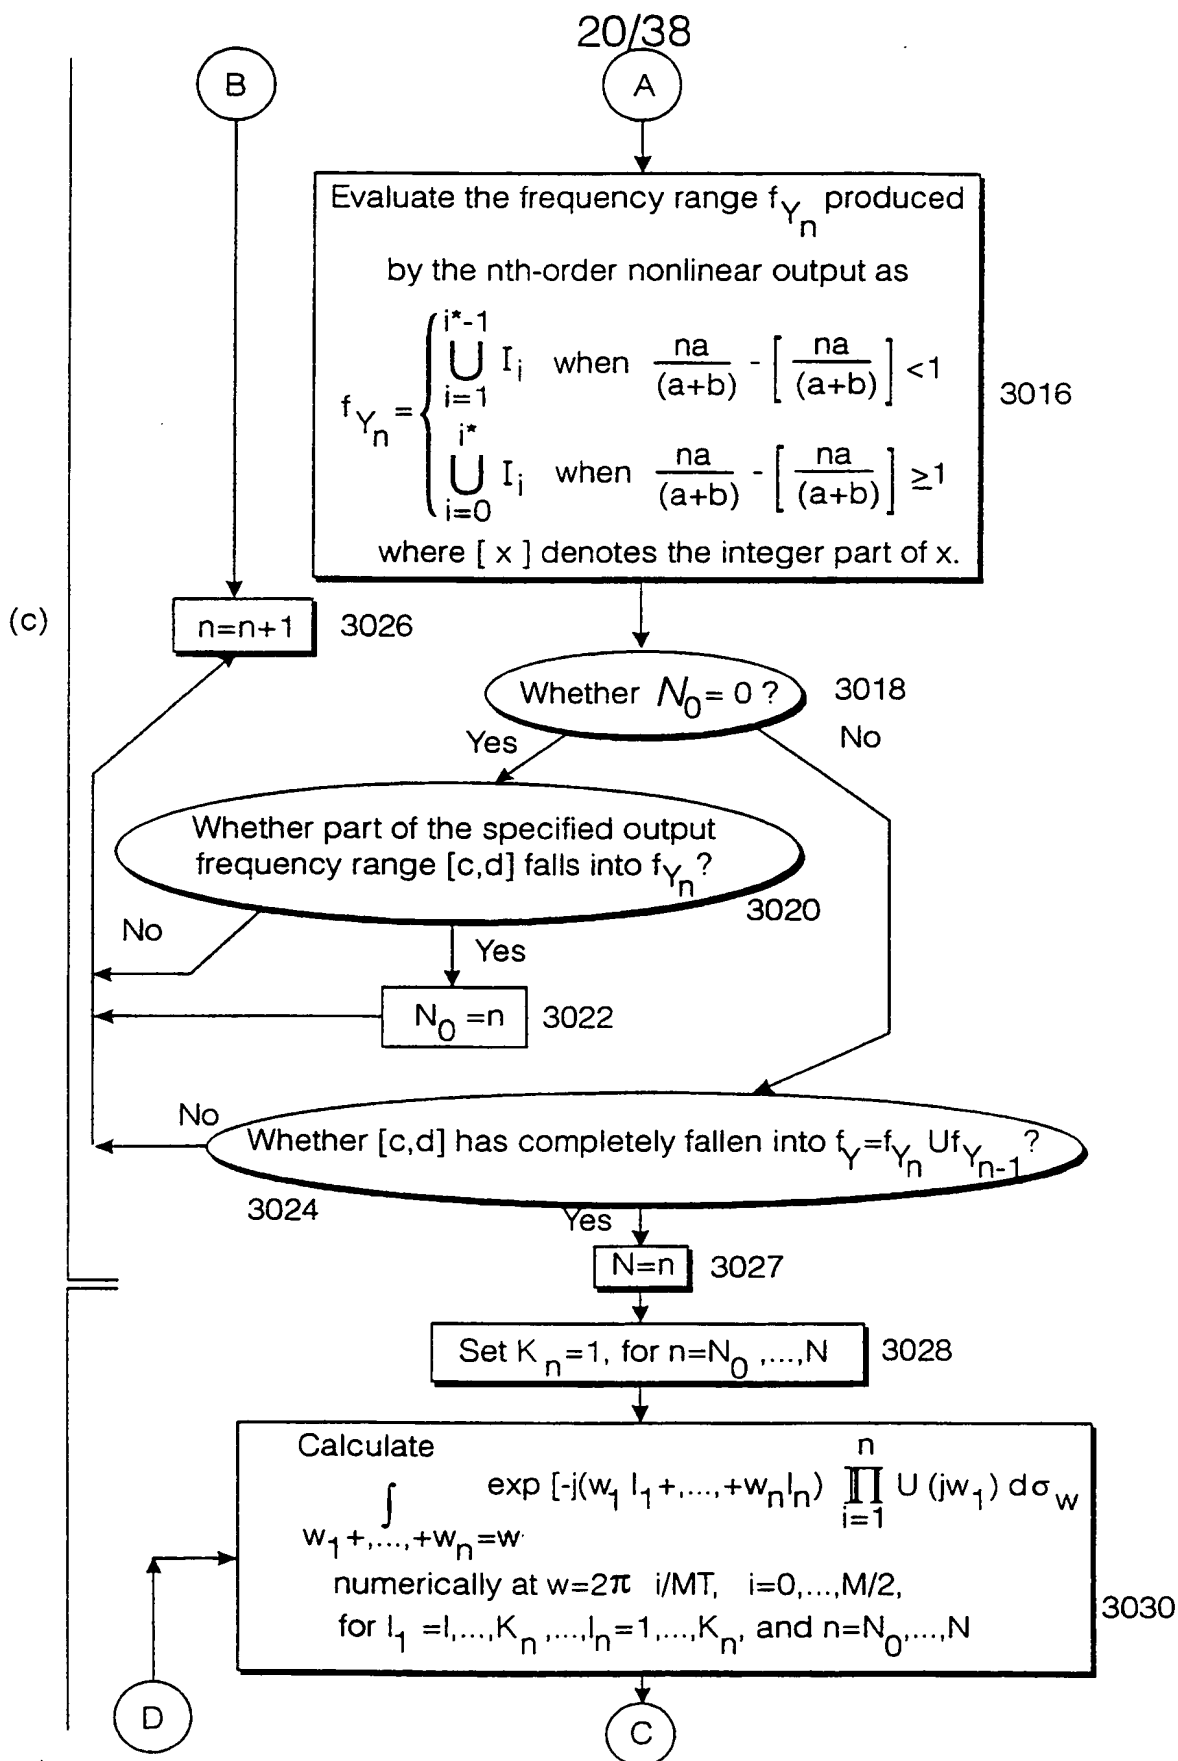 20/38
B
A
Evaluate the frequency range f_{Y_n} produced
by the nth-order nonlinear output as
f_{Y_n} = { ⋃_{i=1}^{i*-1} I_i when na/(a+b) - [na/(a+b)] <1
⋃_{i=0}^{i*} I_i when na/(a+b) - [na/(a+b)] ≥1
where [ x ] denotes the integer part of x.
3016
(c)
n=n+1
3026
Whether N_0 = 0 ?
3018
Yes
No
Whether part of the specified output
frequency range [c,d] falls into f_{Y_n}?
3020
No
Yes
N_0 =n
3022
No
Whether [c,d] has completely fallen into f_Y=f_{Y_n} Uf_{Y_{n-1}}?
3024
Yes
N=n
3027
Set K_n=1, for n=N_0 ,...,N
3028
Calculate
∫_{w_1+,...,+w_n=w} exp [-j(w_1 l_1+,...,+w_n l_n) ∏_{i=1}^{n} U (jw_1) dσ_w
numerically at w=2π i/MT, i=0,...,M/2,
for l_1 =l,...,K_n ,...,l_n=1,...,K_n, and n=N_0,...,N
3030
D
C